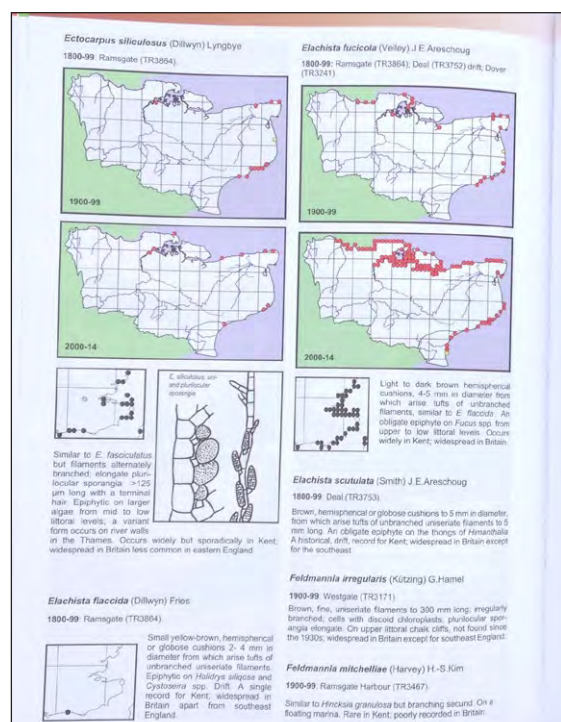 Ectocarpus siliculosus (Dillwyn) Lyngbye
1800-99: Ramsgate (TR3864).
1900-99
2000-14
E. siliculosus, uni-
and plurilocular
sporangia
Similar to E. fasciculatus
but filaments alternately
branched, elongate pluri-
locular sporangia >125
µm long with a terminal
hair. Epiphytic on larger
algae from mid to low
littoral levels; a variant
form occurs on river walls
in the Thames. Occurs widely but sporadically in Kent;
widespread in Britain less common in eastern England
Elachista flaccida (Dillwyn) Fries
1800-99: Ramsgate (TR3864)
Small yellow-brown, hemispherical
or globose cushions 2- 4 mm in
diameter from which arise tufts of
unbranched uniseriate filaments.
Epiphytic on Halidrys siliqosa and
Cystoseira spp. Drift. A single
record for Kent; widespread in
Britain apart from southeast
England.
Elachista fucicola (Velley) J.E.Areschoug
1800-99: Ramsgate (TR3864); Deal (TR3752) drift; Dover
(TR3241)
1900-99
2000-14
Light to dark brown hemispherical
cushions, 4-5 mm in diameter from
which arise tufts of unbranched
filaments, similar to E. flaccida. An
obligate epiphyte on Fucus spp. from
upper to low littoral levels. Occurs
widely in Kent; widespread in Britain.
Elachista scutulata (Smith) J.E.Areschoug
1800-99: Deal (TR3753).
Brown, hemispherical or globose cushions to 5 mm in diameter,
from which arise tufts of unbranched uniseriate filaments to 5
mm long. An obligate epiphyte on the thongs of Himanthalia
A historical, drift, record for Kent; widespread in Britain except
for the southeast
Feldmannia irregularis (Kützing) G.Hamel
1900-99: Westgate (TR3171)
Brown, fine, uniseriate filaments to 300 mm long; irregularly
branched; cells with discoid chloroplasts, plurilocular spor-
angia elongate. On upper littoral chalk cliffs, not found since
the 1930s; widespread in Britain except for southeast England.
Feldmannia mitchelliae (Harvey) H.-S.Kim
1900-99: Ramsgate Harbour (TR3467).
Similar to Hincksia granulosa but branching secund. On a
floating marina. Rare in Kent; poorly recorded in Britain.